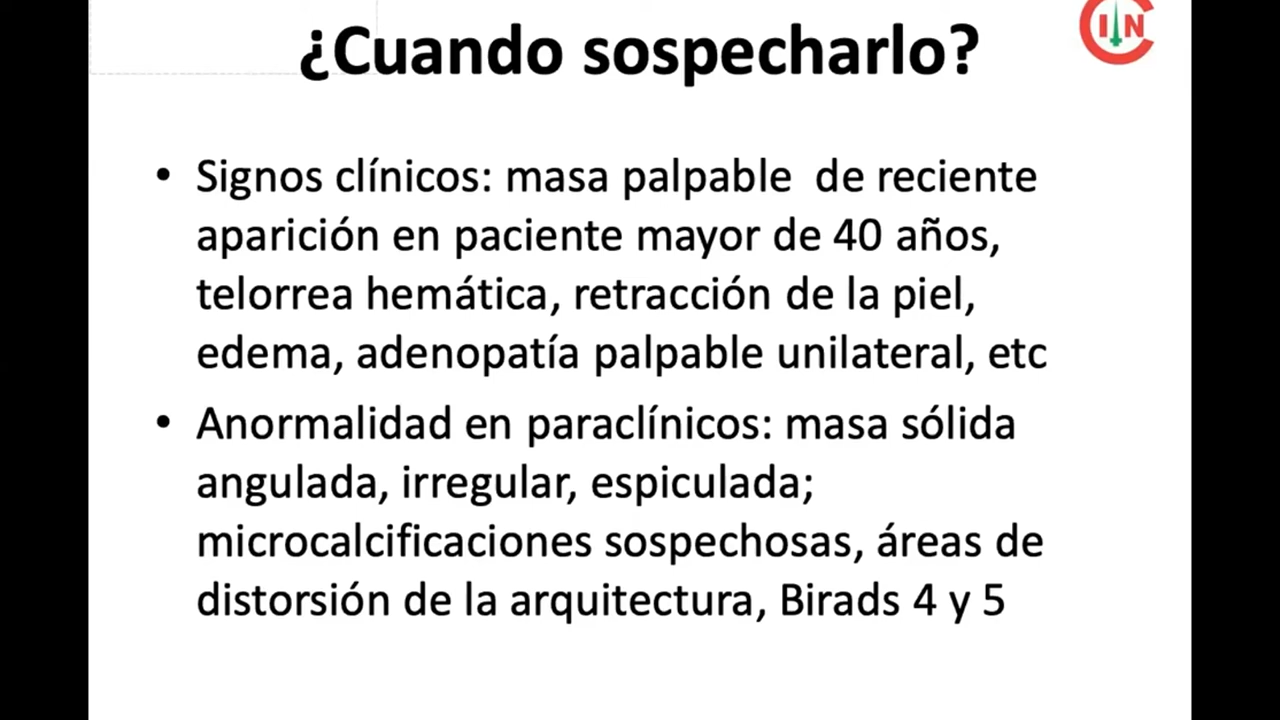 ¿Cuando sospecharlo?
CIN
• Signos clínicos: masa palpable  de reciente
aparición en paciente mayor de 40 años,
telorrea hemática, retracción de la piel,
edema, adenopatía palpable unilateral, etc
• Anormalidad en paraclínicos: masa sólida
angulada, irregular, espiculada;
microcalcificaciones sospechosas, áreas de
distorsión de la arquitectura, Birads 4 y 5